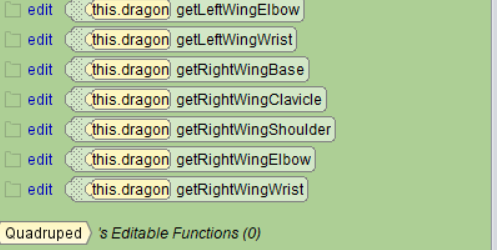 edit this.dragon getLeftWingElbow
edit this.dragon getLeftWingWrist
edit this.dragon getRightWingBase
edit this.dragon getRightWingClavicle
edit this.dragon getRightWingShoulder
edit this.dragon getRightWingElbow
edit this.dragon getRightWingWrist
Quadruped 's Editable Functions (0)